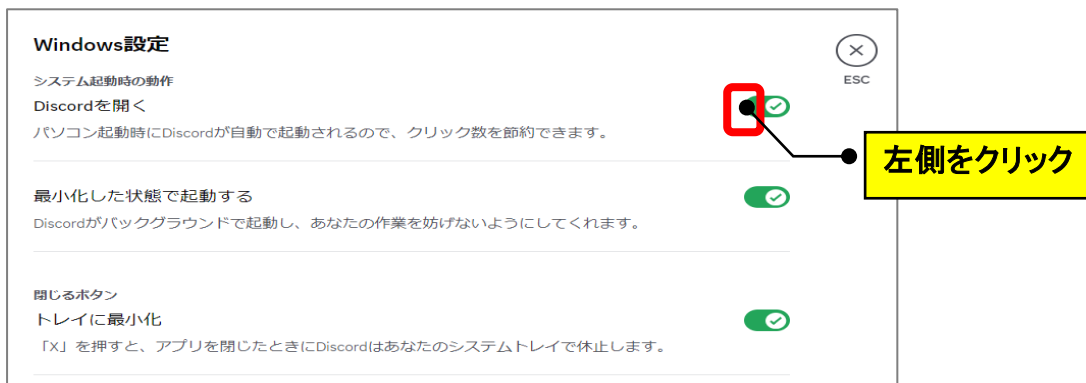 Windows設定
ESC
システム起動時の動作
Discordを開く
パソコン起動時にDiscordが自動で起動されるので、クリック数を節約できます。
左側をクリック
最小化した状態で起動する
Discordがバックグラウンドで起動し、あなたの作業を妨げないようにしてくれます。
閉じるボタン
トレイに最小化
「X」を押すと、アプリを閉じたときにDiscordはあなたのシステムトレイで休止します。